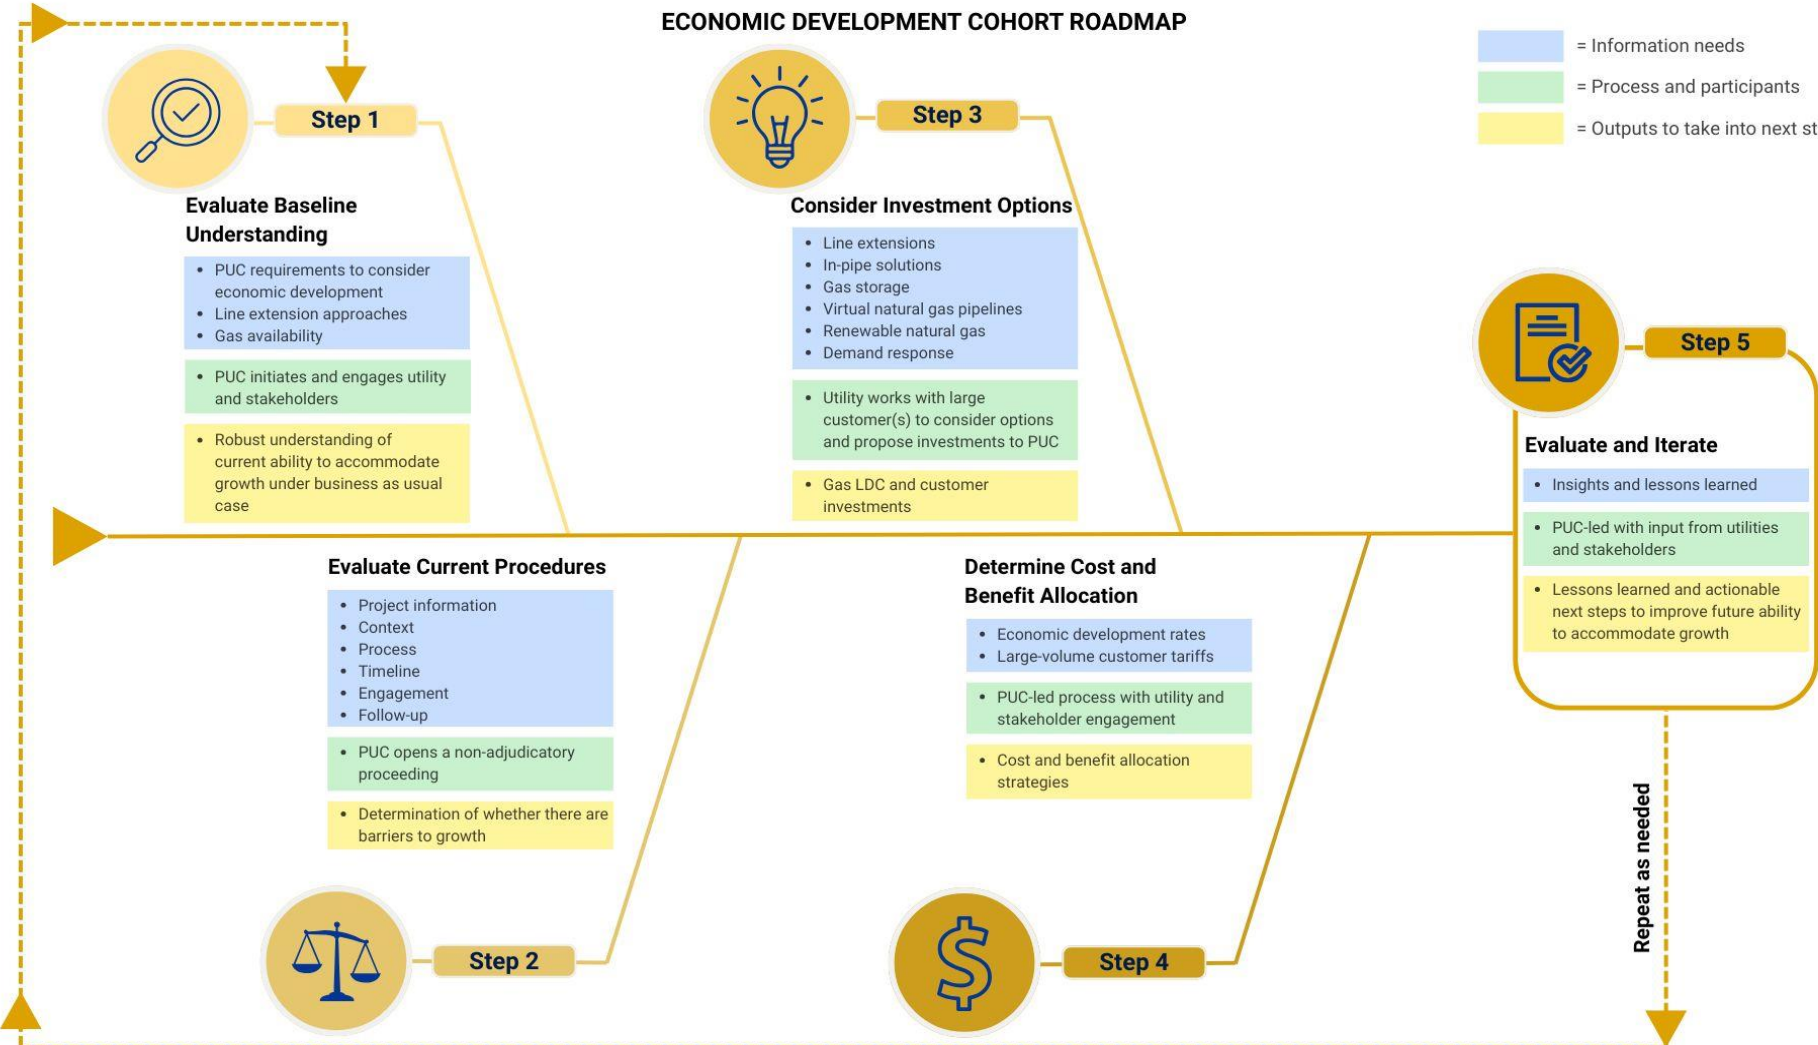 ECONOMIC DEVELOPMENT COHORT ROADMAP
= Information needs
= Process and participants
= Outputs to take into next st
Step 1
Evaluate Baseline
Understanding
• PUC requirements to consider
economic development
• Line extension approaches
• Gas availability
• PUC initiates and engages utility
and stakeholders
• Robust understanding of
current ability to accommodate
growth under business as usual
case
Evaluate Current Procedures
• Project information
• Context
• Process
• Timeline
• Engagement
• Follow-up
• PUC opens a non-adjudicatory
proceeding
• Determination of whether there are
barriers to growth
Step 2
Step 3
Consider Investment Options
• Line extensions
• In-pipe solutions
• Gas storage
• Virtual natural gas pipelines
• Renewable natural gas
• Demand response
• Utility works with large
customer(s) to consider options
and propose investments to PUC
• Gas LDC and customer
investments
Determine Cost and
Benefit Allocation
• Economic development rates
• Large-volume customer tariffs
• PUC-led process with utility and
stakeholder engagement
• Cost and benefit allocation
strategies
$
Step 4
Step 5
Evaluate and Iterate
• Insights and lessons learned
• PUC-led with input from utilities
and stakeholders
• Lessons learned and actionable
next steps to improve future ability
to accommodate growth
Repeat as needed